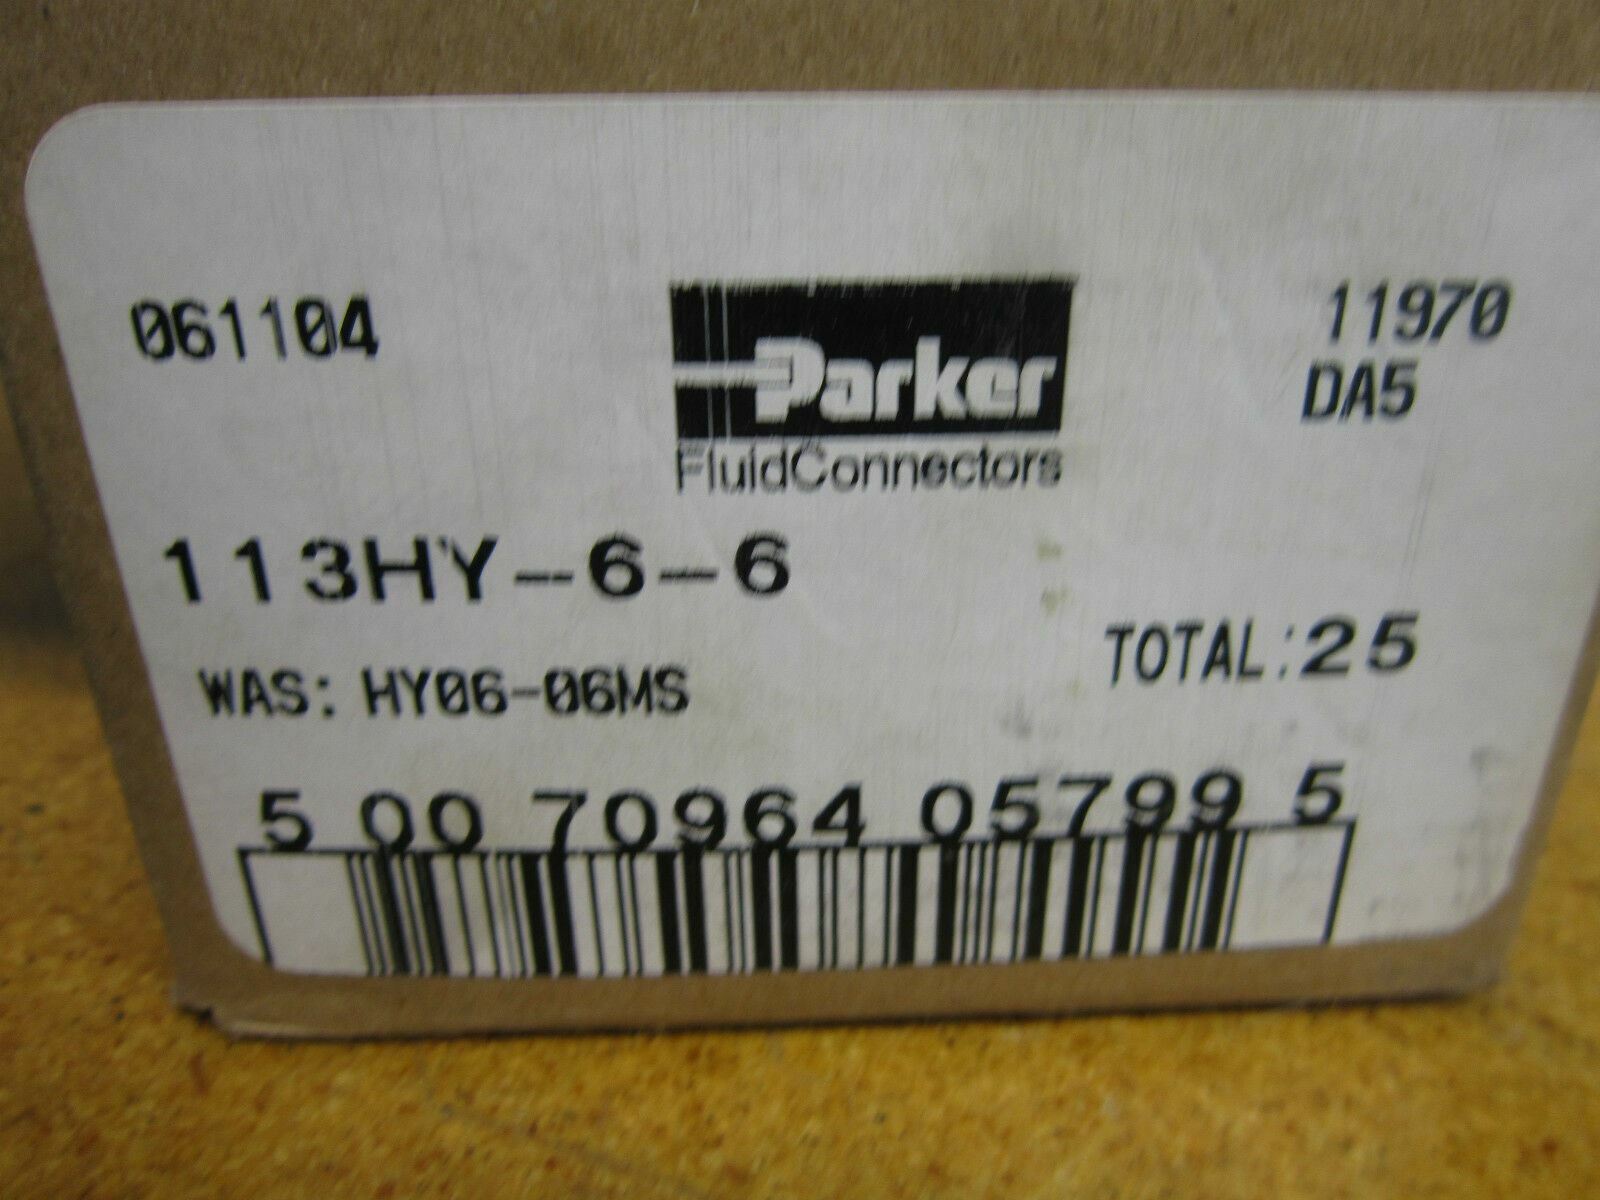 061104
Parker
FluidConnectors
11970
DA5
113HY-6-6
WAS: HY06-06MS
TOTAL:25
5 00 70964 05799 5